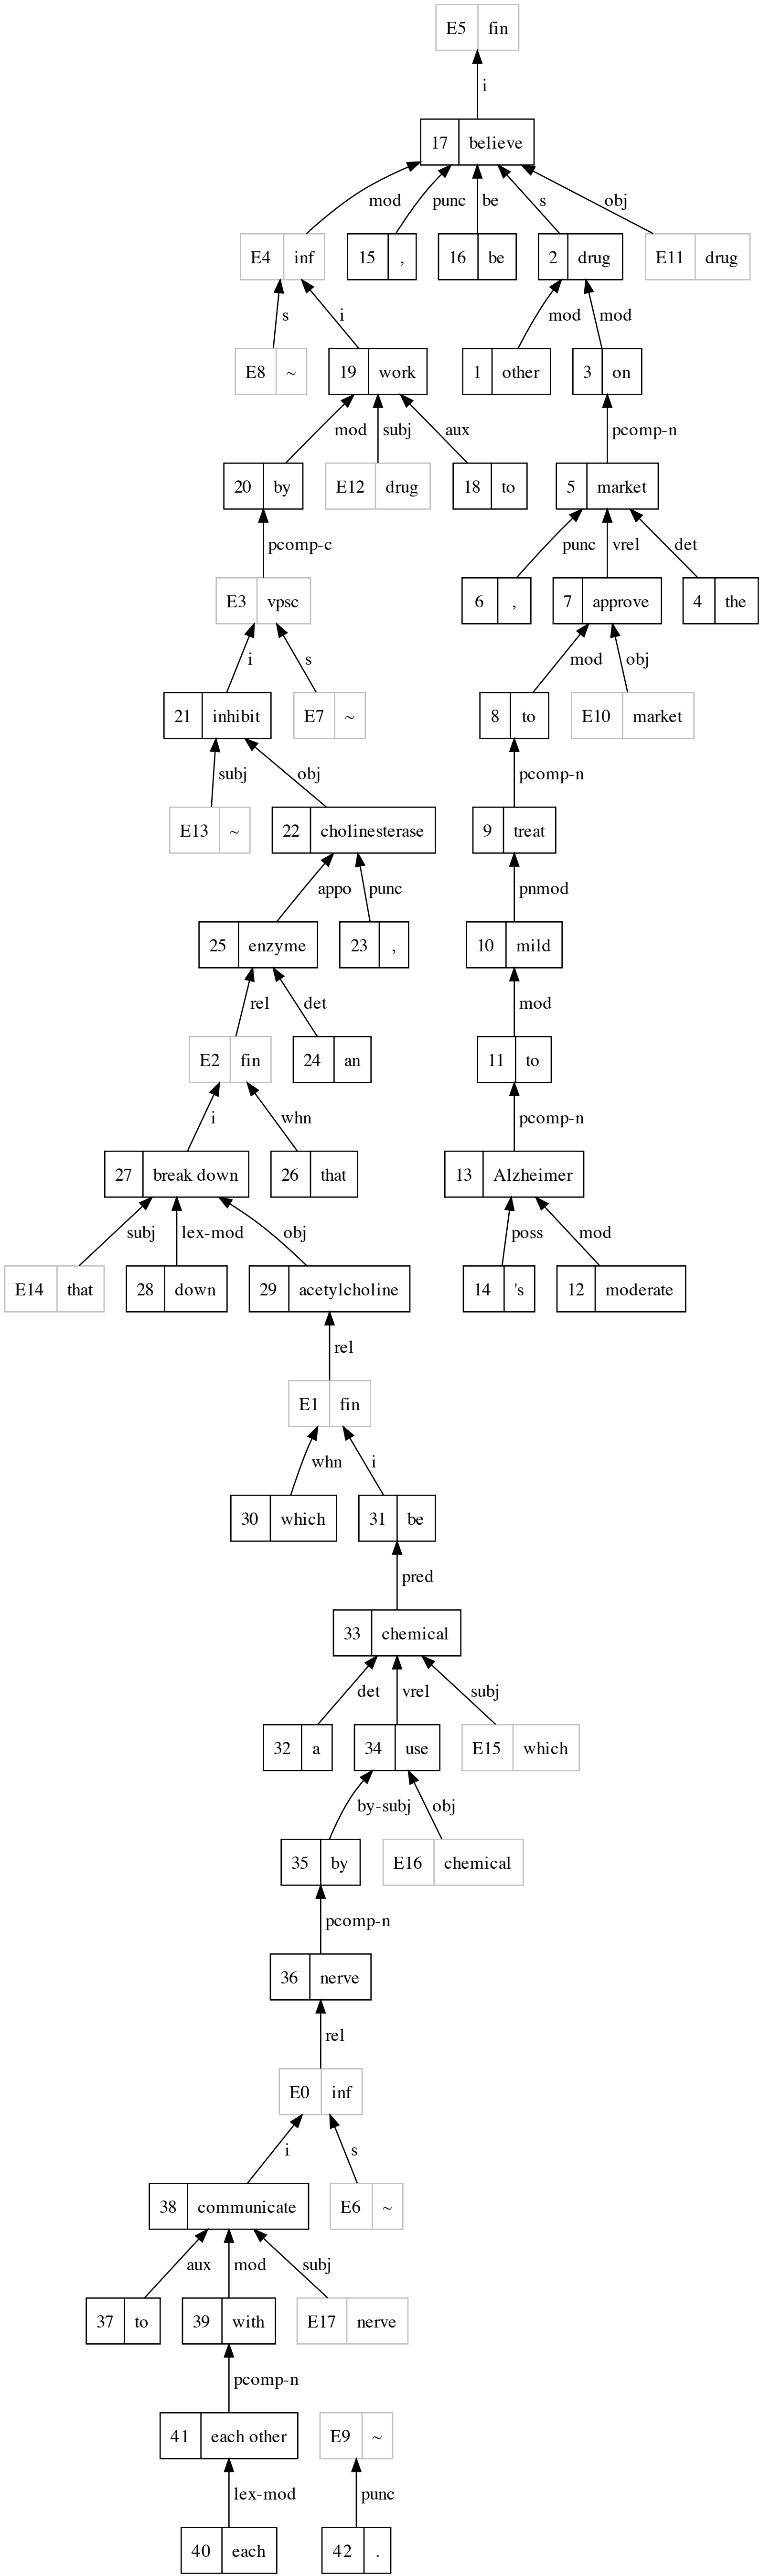 E5 fin
i
17 believe
mod punc be s obj
E4 inf 15 , 16 be 2 drug E11 drug
s i mod mod
E8 ~ 19 work 1 other 3 on
mod subj aux pcomp-n
20 by E12 drug 18 to 5 market
pcomp-c punc vrel det
E3 vpsc 6 , 7 approve 4 the
i s mod obj
21 inhibit E7 ~ 8 to E10 market
subj obj pcomp-n
E13 ~ 22 cholinesterase 9 treat
appo punc pnmod
25 enzyme 23 , 10 mild
rel det mod
E2 fin 24 an 11 to
i whn pcomp-n
27 break down 26 that 13 Alzheimer
subj lex-mod obj poss mod
E14 that 28 down 29 acetylcholine 14 's 12 moderate
rel
E1 fin
whn i
30 which 31 be
pred
33 chemical
det vrel subj
32 a 34 use E15 which
by-subj obj
35 by E16 chemical
pcomp-n
36 nerve
rel
E0 inf
i s
38 communicate E6 ~
aux mod subj
37 to 39 with E17 nerve
pcomp-n
41 each other E9 ~
lex-mod punc
40 each 42 .